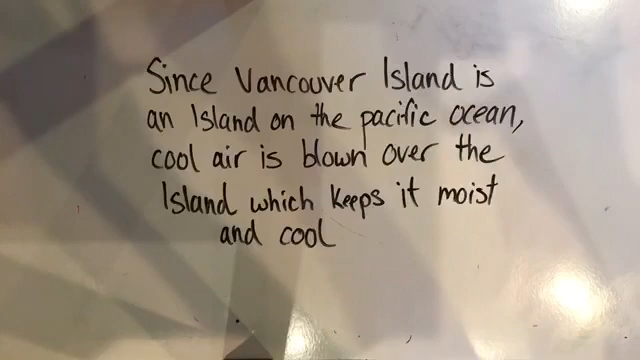 Since Vancouver Island is
an Island on the pacific ocean,
cool air is blown over the
Island which keeps it moist
and cool